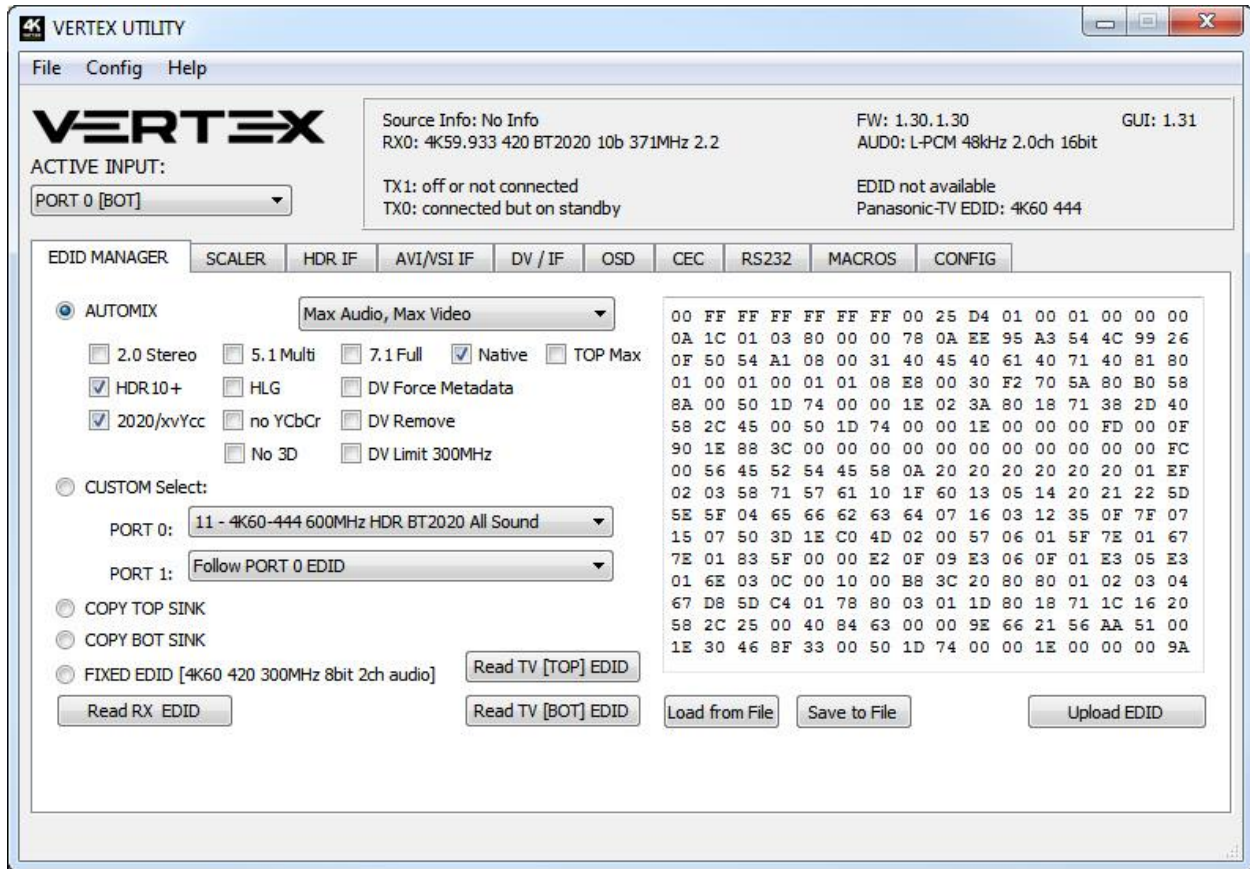 4K
VERTEX UTILITY
File Config Help
VERTEX
ACTIVE INPUT:
PORT 0 [BOT]
Source Info: No Info
RX0: 4K59.933 420 BT2020 10b 371MHz 2.2
TX1: off or not connected
TX0: connected but on standby
FW: 1.30.1.30 GUI: 1.31
AUD0: L-PCM 48kHz 2.0ch 16bit
EDID not available
Panasonic-TV EDID: 4K60 444
EDID MANAGER SCALER HDR IF AVI/VSI IF DV / IF OSD CEC RS232 MACROS CONFIG
AUTOMIX Max Audio, Max Video
2.0 Stereo 5.1 Multi 7.1 Full Native TOP Max
HDR10+ HLG DV Force Metadata
2020/xvYcc no YCbCr DV Remove
No 3D DV Limit 300MHz
CUSTOM Select:
PORT 0: 11 - 4K60-444 600MHz HDR BT2020 All Sound
PORT 1: Follow PORT 0 EDID
COPY TOP SINK
COPY BOT SINK
FIXED EDID [4K60 420 300MHz 8bit 2ch audio] Read TV [TOP] EDID
Read RX EDID Read TV [BOT] EDID
00 FF FF FF FF FF FF 00 25 D4 01 00 01 00 00 00
0A 1C 01 03 80 00 00 78 0A EE 95 A3 54 4C 99 26
0F 50 54 A1 08 00 31 40 45 40 61 40 71 40 81 80
01 00 01 00 01 01 08 E8 00 30 F2 70 5A 80 B0 58
8A 00 50 1D 74 00 00 1E 02 3A 80 18 71 38 2D 40
58 2C 45 00 50 1D 74 00 00 1E 00 00 00 FD 00 0F
90 1E 88 3C 00 00 00 00 00 00 00 00 00 00 00 FC
00 56 45 52 54 45 58 0A 20 20 20 20 20 20 01 EF
02 03 58 71 57 61 10 1F 60 13 05 14 20 21 22 5D
5E 5F 04 65 66 62 63 64 07 16 03 12 35 0F 7F 07
15 07 50 3D 1E C0 4D 02 00 57 06 01 5F 7E 01 67
7E 01 83 5F 00 00 E2 0F 09 E3 06 0F 01 E3 05 E3
01 6E 03 0C 00 10 00 B8 3C 20 80 80 01 02 03 04
67 D8 5D C4 01 78 80 03 01 1D 80 18 71 1C 16 20
58 2C 25 00 40 84 63 00 00 9E 66 21 56 AA 51 00
1E 30 46 8F 33 00 50 1D 74 00 00 1E 00 00 00 9A
Load from File Save to File Upload EDID